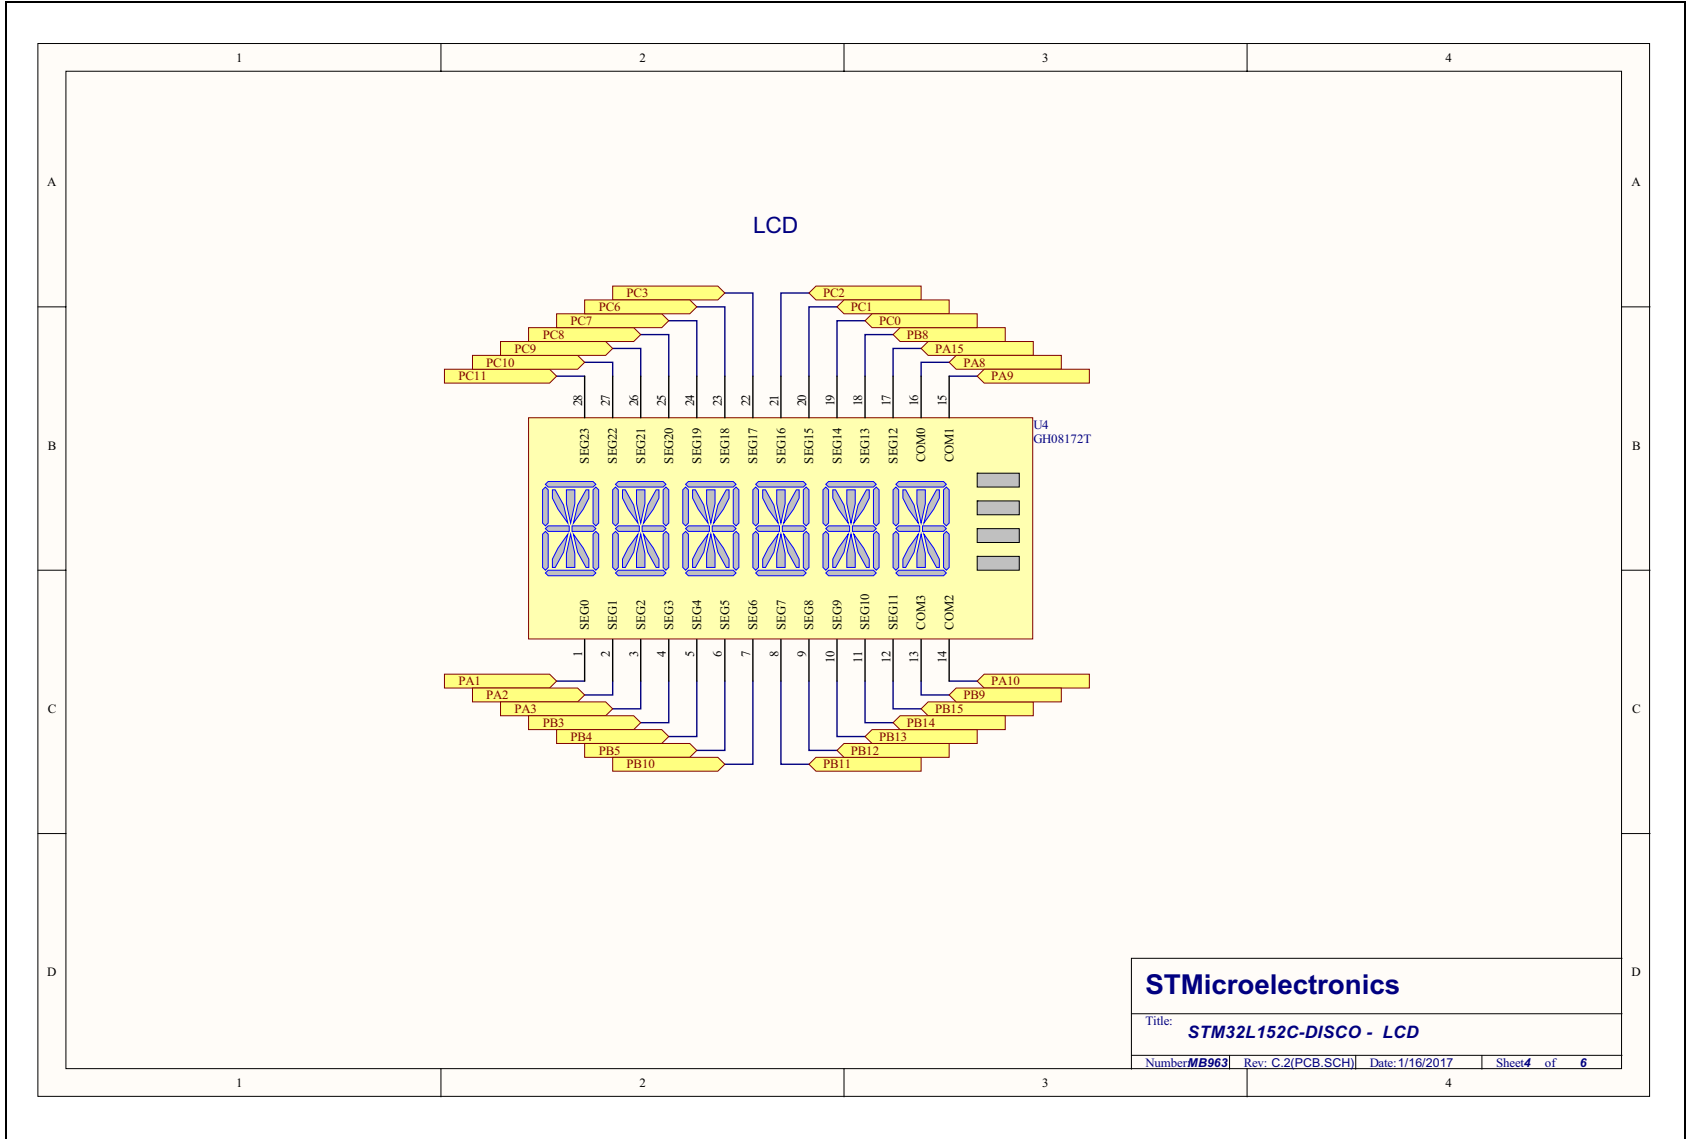 1 2 3 4
A A
LCD
PC3 PC2
PC6 PC1
PC7 PC0
PC8 PB8
PC9 PA15
PC10 PA8
PC11 PA9
28 27 26 25 24 23 22 21 20 19 18 17 16 15
U4
GH08172T
B B
SEG23 SEG22 SEG21 SEG20 SEG19 SEG18 SEG17 SEG16 SEG15 SEG14 SEG13 SEG12 COM0 COM1
SEG0 SEG1 SEG2 SEG3 SEG4 SEG5 SEG6 SEG7 SEG8 SEG9 SEG10 SEG11 COM3 COM2
1 2 3 4 5 6 7 8 9 10 11 12 13 14
PA1 PA10
PA2 PB9
C PA3 PB15 C
PB3 PB14
PB4 PB13
PB5 PB12
PB10 PB11
D D
STMicroelectronics
Title: STM32L152C-DISCO - LCD
Number:MB963 Rev: C.2(PCB.SCH) Date: 1/16/2017 Sheet4 of 6
1 2 3 4